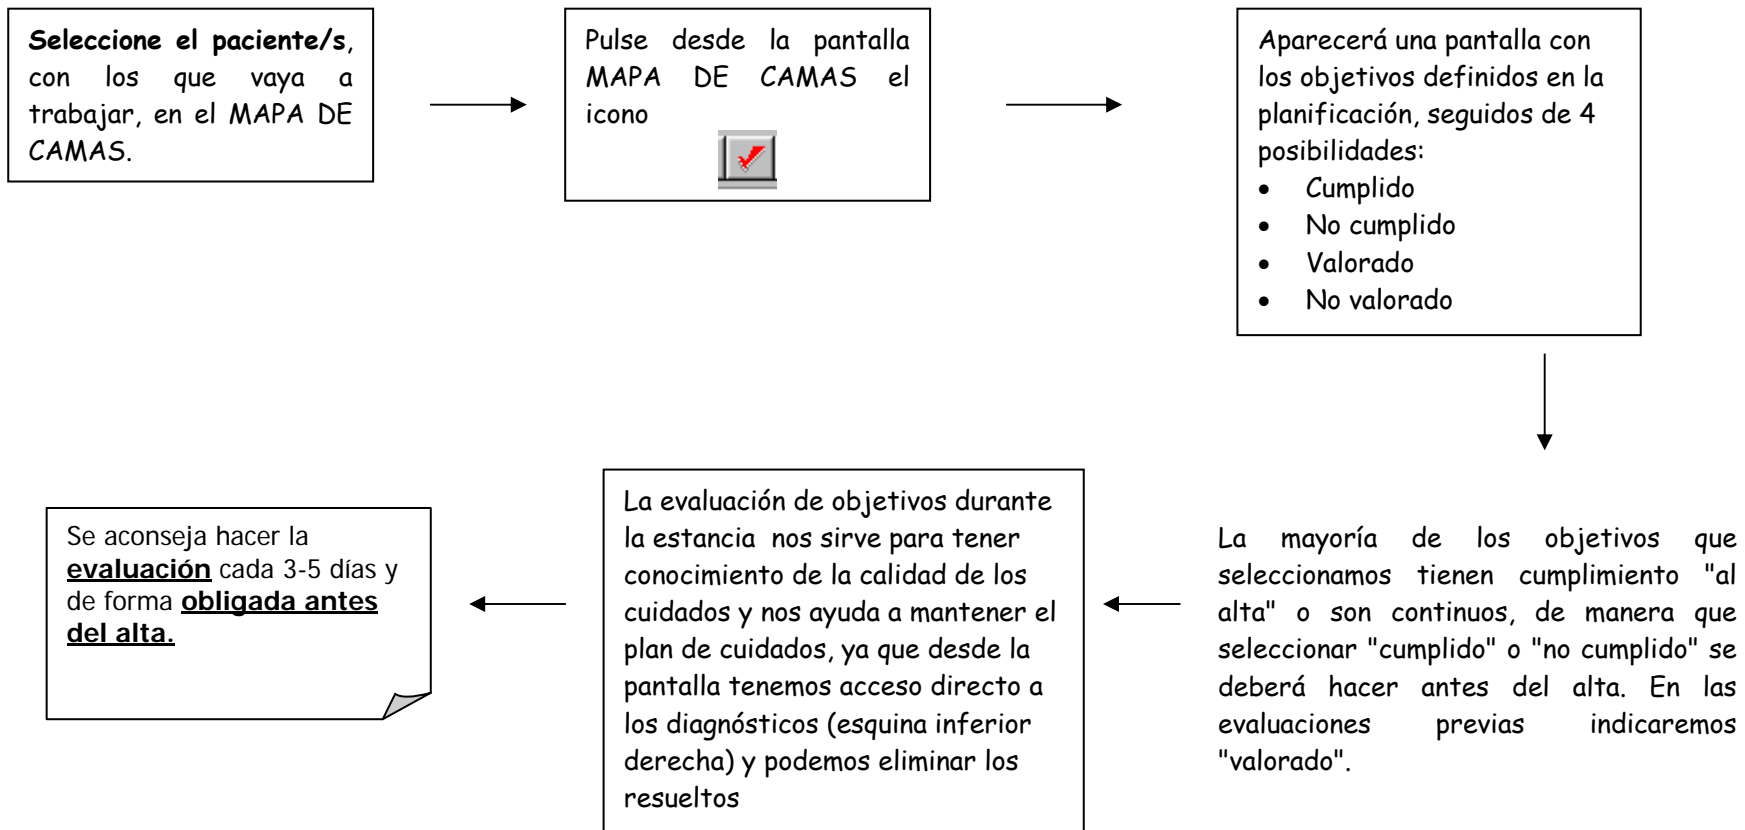 Seleccione el paciente/s,
con los que vaya a
trabajar, en el MAPA DE
CAMAS.
Pulse desde la pantalla
MAPA DE CAMAS el
icono
Aparecerá una pantalla con
los objetivos definidos en la
planificación, seguidos de 4
posibilidades:
• Cumplido
• No cumplido
• Valorado
• No valorado
La mayoría de los objetivos que
seleccionamos tienen cumplimiento "al
alta" o son continuos, de manera que
seleccionar "cumplido" o "no cumplido" se
deberá hacer antes del alta. En las
evaluaciones previas indicaremos
"valorado".
La evaluación de objetivos durante
la estancia nos sirve para tener
conocimiento de la calidad de los
cuidados y nos ayuda a mantener el
plan de cuidados, ya que desde la
pantalla tenemos acceso directo a
los diagnósticos (esquina inferior
derecha) y podemos eliminar los
resueltos
Se aconseja hacer la
evaluación cada 3-5 días y
de forma obligada antes
del alta.